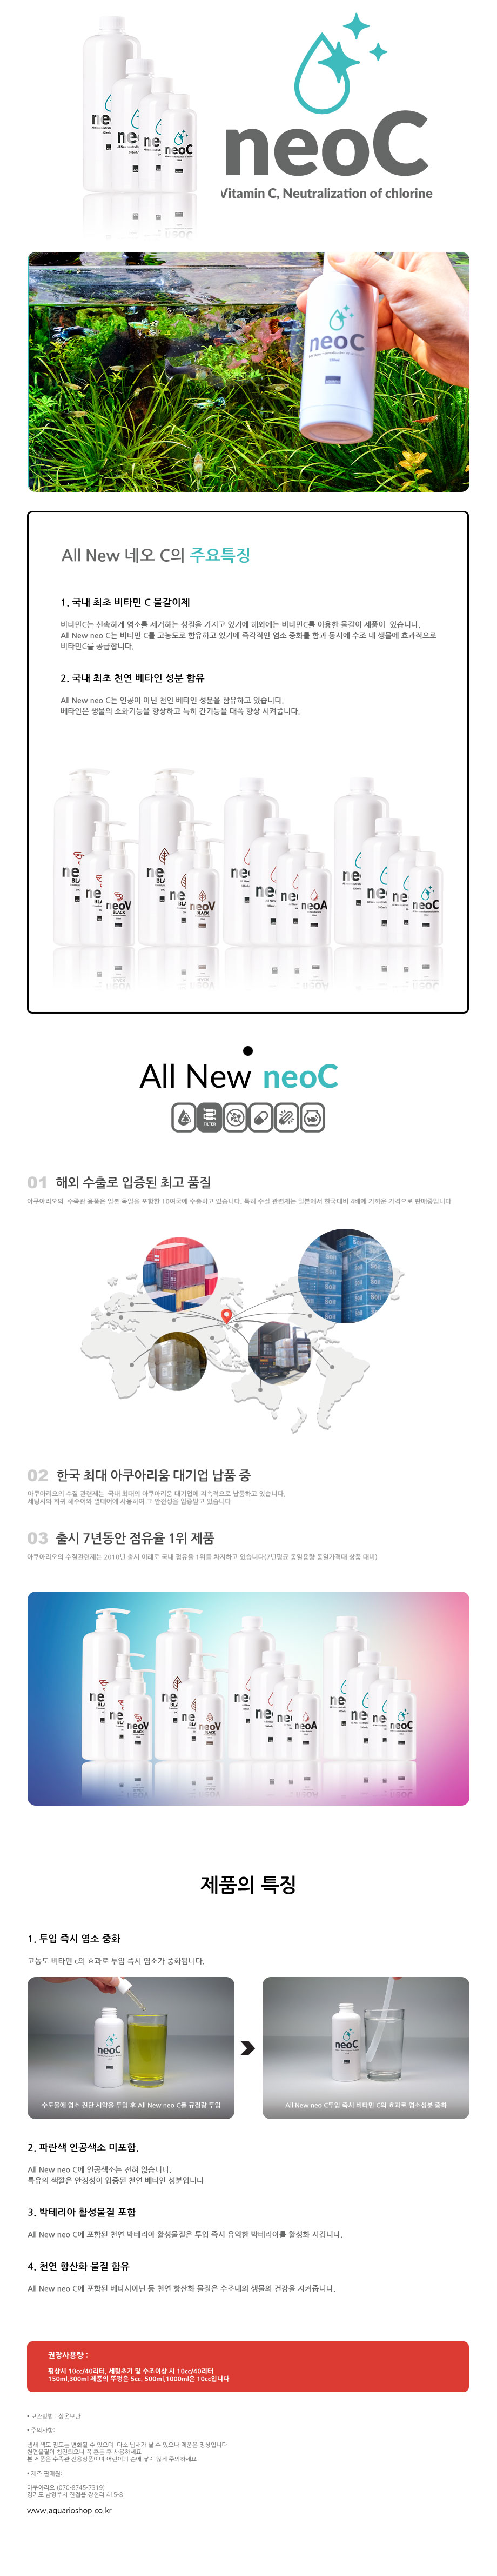 neoC
Vitamin C, Neutralization of chlorine
neoC
All New 네오 C의 주요특징
1. 국내 최초 비타민 C 물갈이제
비타민C는 신속하게 염소를 제거하는 성질을 가지고 있기에 해외에는 비타민C를 이용한 물갈이 제품이 있습니다.
All New neo C는 비타민 C를 고농도로 함유하고 있기에 즉각적인 염소 중화를 함과 동시에 수조 내 생물에 효과적으로
비타민C를 공급합니다.
2. 국내 최초 천연 베타인 성분 함유
All New neo C는 인공이 아닌 천연 베타인 성분을 함유하고 있습니다.
베타인은 생물의 소화기능을 향상하고 특히 간기능을 대폭 향상 시켜줍니다.
neoV
BLACK
neoV
BLACK
neoA
neoC
All New neoC
FILTER
01 해외 수출로 입증된 최고 품질
아쿠아리오의 수족관 용품은 일본 독일을 포함한 10여국에 수출하고 있습니다. 특히 수질 관련제는 일본에서 한국대비 4배에 가까운 가격으로 판매중입니다
02 한국 최대 아쿠아리움 대기업 납품 중
아쿠아리오의 수질 관련제는 국내 최대의 아쿠아리움 대기업에 지속적으로 납품하고 있습니다.
세팅시와 희귀 해수어와 열대어에 사용하여 그 안전성을 입증받고 있습니다
03 출시 7년동안 점유율 1위 제품
아쿠아리오의 수질관련제는 2010년 출시 이래로 국내 점유율 1위를 차지하고 있습니다(7년평균 동일용량 동일가격대 상품 대비)
neoV
BLACK
neoV
BLACK
neoA
neoC
제품의 특징
1. 투입 즉시 염소 중화
고농도 비타민 c의 효과로 투입 즉시 염소가 중화됩니다.
neoC
수도물에 염소 진단 시약을 투입 후 All New neo C를 규정량 투입
neoC
All New neo C투입 즉시 비타민 C의 효과로 염소성분 중화
2. 파란색 인공색소 미포함.
All New neo C에 인공색소는 전혀 없습니다.
특유의 색깔은 안정성이 입증된 천연 베타인 성분입니다
3. 박테리아 활성물질 포함
All New neo C에 포함된 천연 박테리아 활성물질은 투입 즉시 유익한 박테리아를 활성화 시킵니다.
4. 천연 항산화 물질 함유
All New neo C에 포함된 베타시아닌 등 천연 항산화 물질은 수조내의 생물의 건강을 지켜줍니다.
권장사용량 :
평상시 10cc/40리터, 세팅초기 및 수조이상 시 10cc/40리터
150ml,300ml 제품의 뚜껑은 5cc, 500ml,1000ml은 10cc입니다
• 보관방법 : 상온보관
• 주의사항:
냄새 색도 점도는 변화될 수 있으며 다소 냄새가 날 수 있으나 제품은 정상입니다
천연물질이 침전되오니 꼭 흔든 후 사용하세요
본 제품은 수족관 전용상품이며 어린이의 손에 닿지 않게 주의하세요
• 제조 판매원:
아쿠아리오 (070-8745-7319)
경기도 남양주시 진접읍 장현리 415-8
www.aquarioshop.co.kr